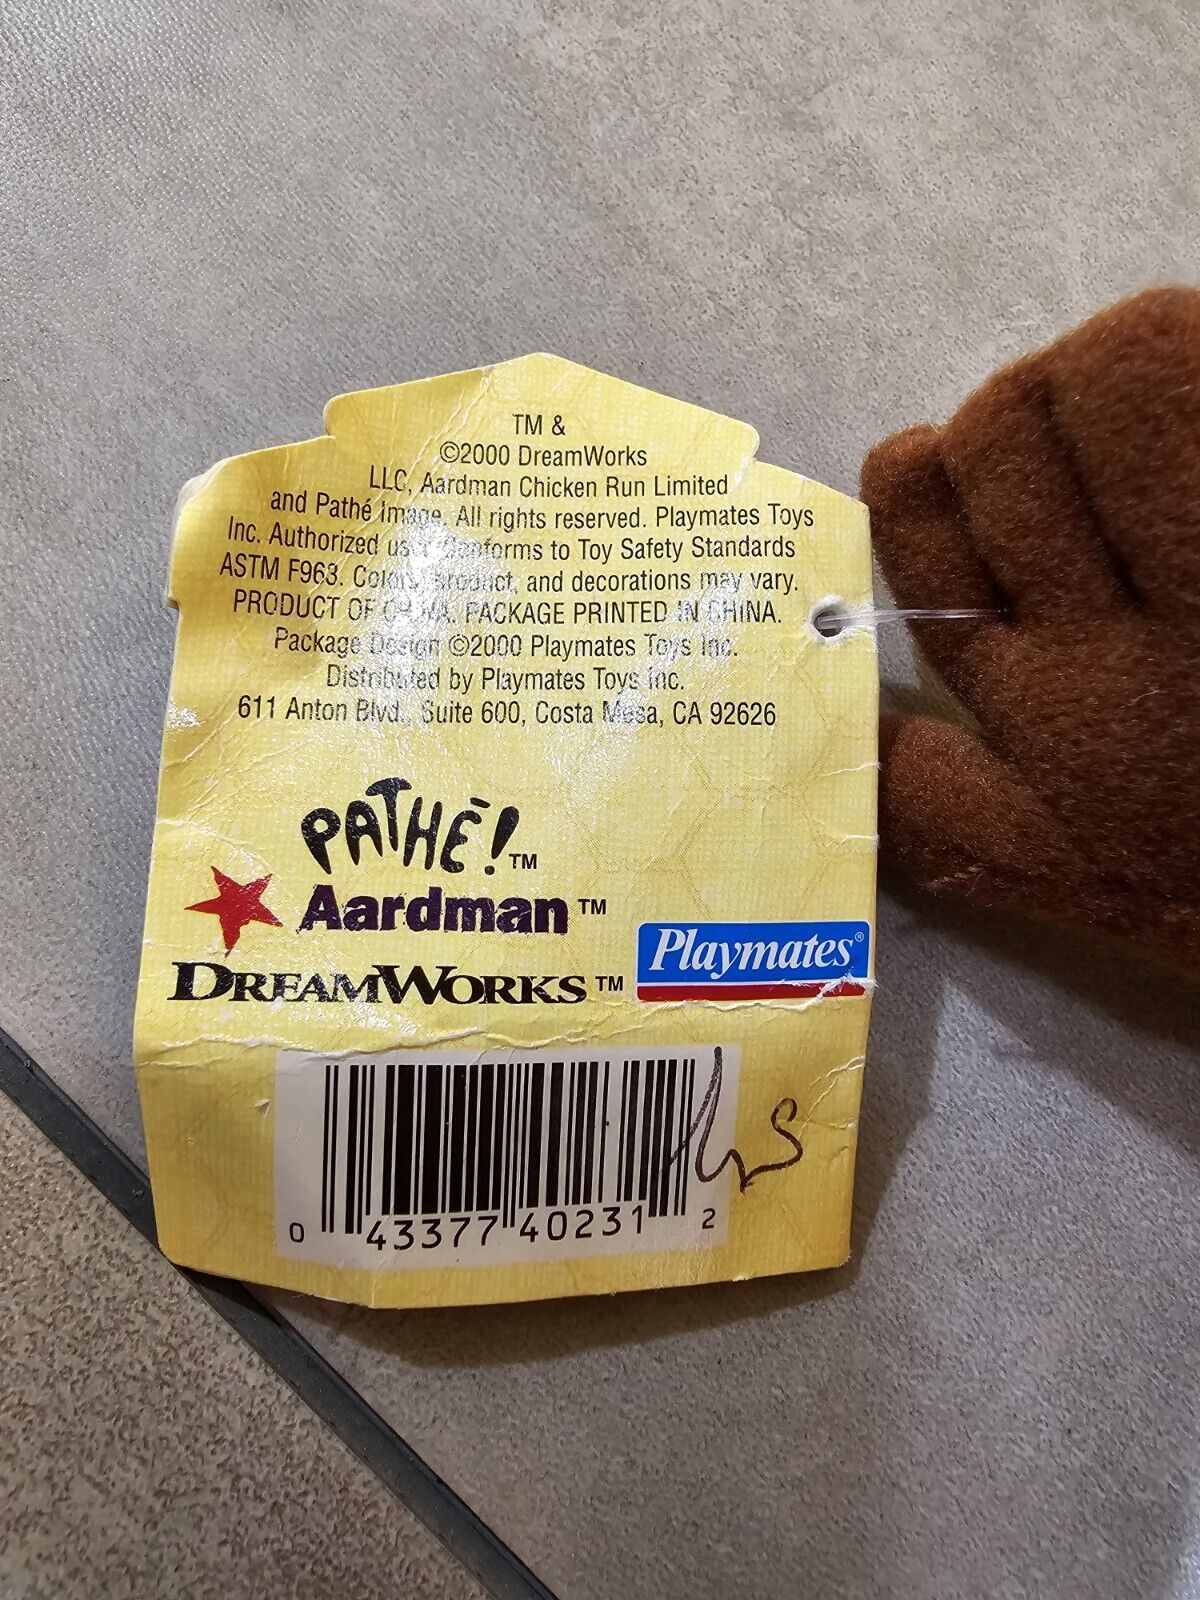 TM &
©2000 DreamWorks
LLC, Aardman Chicken Run Limited
and Pathé Image. All rights reserved. Playmates Toys
Inc. Authorized user. Conforms to Toy Safety Standards
ASTM F963. Colors, product, and decorations may vary.
PRODUCT OF CHINA. PACKAGE PRINTED IN CHINA.
Package Design ©2000 Playmates Toys Inc.
Distributed by Playmates Toys Inc.
611 Anton Blvd., Suite 600, Costa Mesa, CA 92626
PATHÉ!™
Aardman™
DREAMWORKS™
Playmates®
0 43377 40231 2